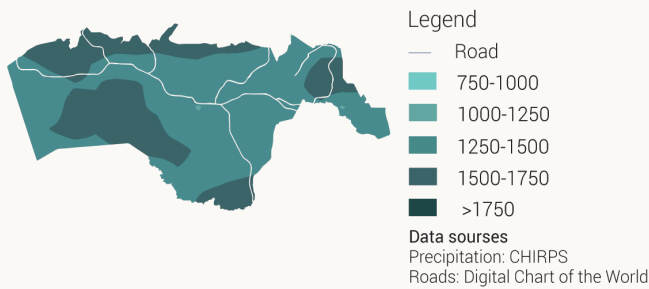 Legend
Road
750-1000
1000-1250
1250-1500
1500-1750
>1750
Data sourses
Precipitation: CHIRPS
Roads: Digital Chart of the World